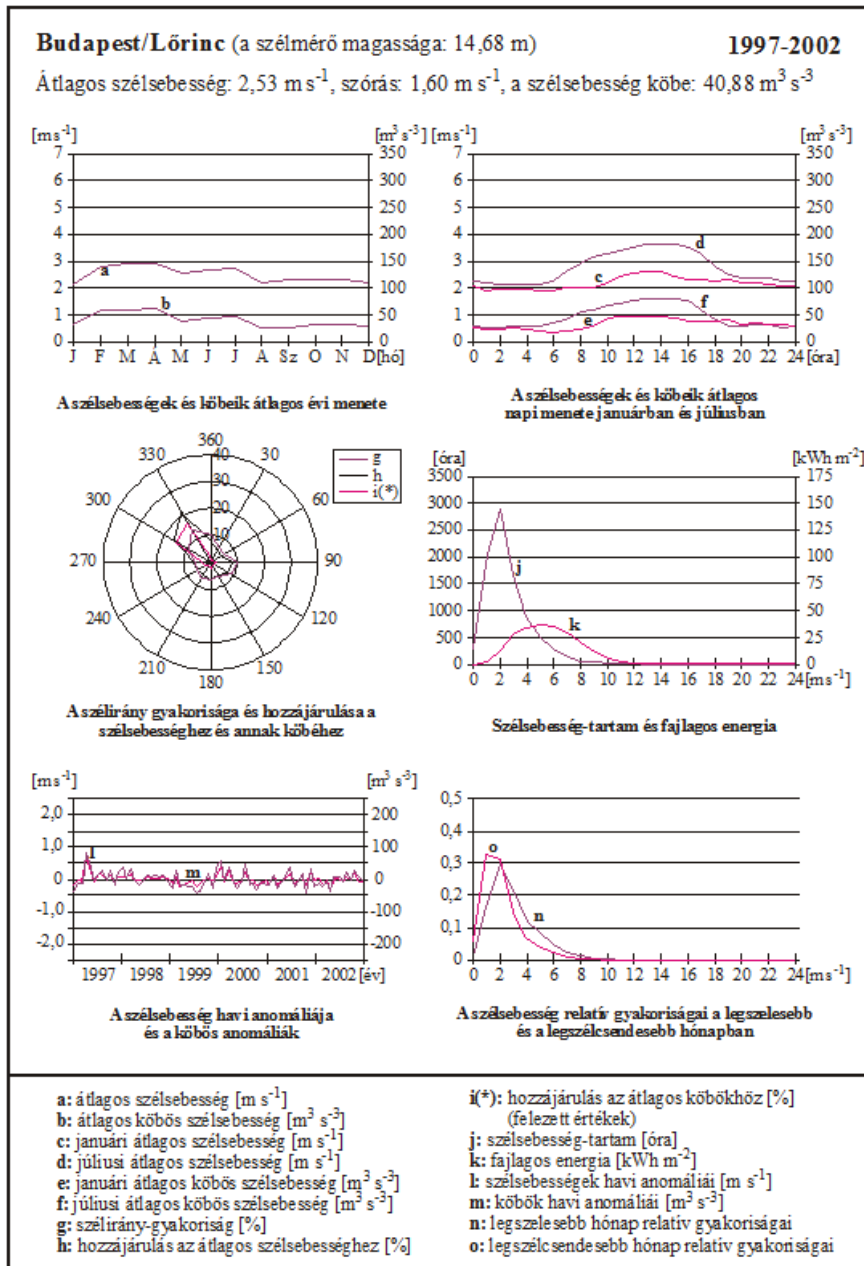 Budapest/Lőrinc (a szélmérő magassága: 14,68 m) 1997-2002
Átlagos szélsebesség: 2,53 m s⁻¹, szórás: 1,60 m s⁻¹, a szélsebesség köbe: 40,88 m³ s⁻³
[m s⁻¹] [m³ s⁻³]
7 350
6 300
5 250
4 200
3 150
2 100
1 50
0 0
a
b
J F M A M J J A Sz O N D [hó]
A szélsebességek és köbeik átlagos évi menete
[m s⁻¹] [m³ s⁻³]
7 350
6 300
5 250
4 200
3 150
2 100
1 50
0 0
d
c
f
e
0 2 4 6 8 10 12 14 16 18 20 22 24 [óra]
A szélsebességek és köbeik átlagos
napi menete januárban és júliusban
360
330 30
300 60
270 90
240 120
210 150
180
40
30
20
10
g
h
i(*)
A szélirány gyakorisága és hozzájárulása a
szélsebességhez és annak köbéhez
[óra] [kWh m⁻²]
3500 175
3000 150
2500 125
2000 100
1500 75
1000 50
500 25
0 0
j
k
0 2 4 6 8 10 12 14 16 18 20 22 24 [m s⁻¹]
Szélsebesség-tartam és fajlagos energia
[m s⁻¹] [m³ s⁻³]
2,0 200
1,0 100
0 0
-1,0 -100
-2,0 -200
l
m
1997 1998 1999 2000 2001 2002 [év]
A szélsebesség havi anomáliája
és a köbös anomáliák
0,5
0,4
0,3
0,2
0,1
0
o
n
0 2 4 6 8 10 12 14 16 18 20 22 24 [m s⁻¹]
A szélsebesség relatív gyakoriságai a legszelesebb
és a legszélcsendesebb hónapban
a: átlagos szélsebesség [m s⁻¹]
b: átlagos köbös szélsebesség [m³ s⁻³]
c: januári átlagos szélsebesség [m s⁻¹]
d: júliusi átlagos szélsebesség [m s⁻¹]
e: januári átlagos köbös szélsebesség [m³ s⁻³]
f: júliusi átlagos köbös szélsebesség [m³ s⁻³]
g: szélirány-gyakoriság [%]
h: hozzájárulás az átlagos szélsebességhez [%]
i(*): hozzájárulás az átlagos köbökhöz [%]
(felezett értékek)
j: szélsebesség-tartam [óra]
k: fajlagos energia [kWh m⁻²]
l: szélsebességek havi anomáliái [m s⁻¹]
m: köbök havi anomáliái [m³ s⁻³]
n: legszelesebb hónap relatív gyakoriságai
o: legszélcsendesebb hónap relatív gyakoriságai